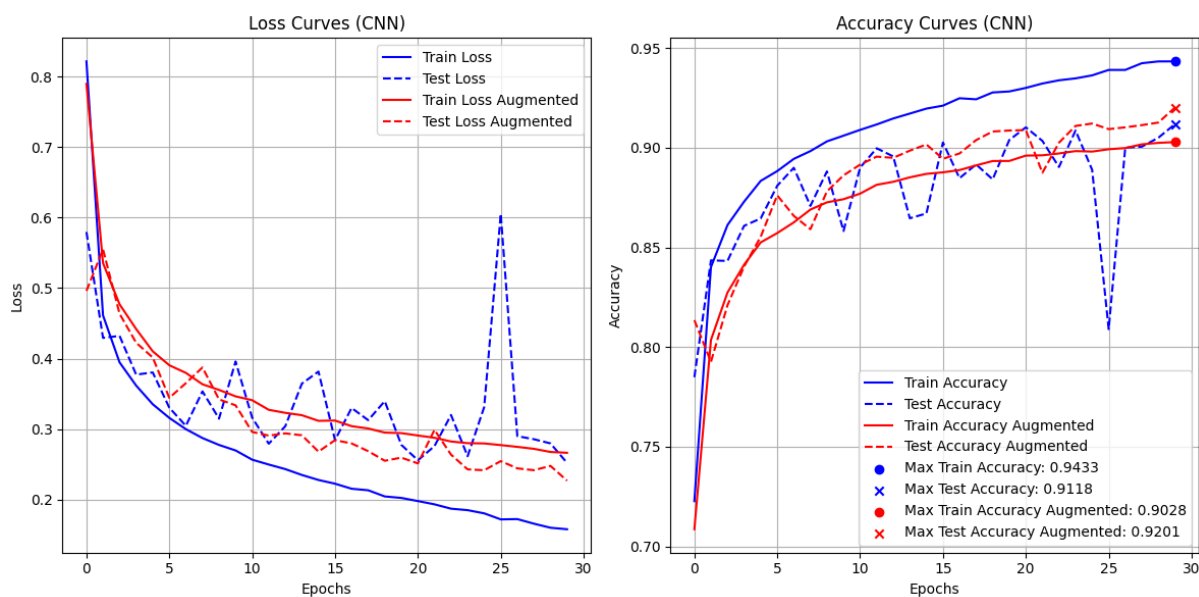 Loss Curves (CNN)
Loss
0.8
0.7
0.6
0.5
0.4
0.3
0.2
Train Loss
Test Loss
Train Loss Augmented
Test Loss Augmented
0
5
10
15
20
25
30
Epochs
Accuracy Curves (CNN)
Accuracy
0.95
0.90
0.85
0.80
0.75
0.70
Train Accuracy
Test Accuracy
Train Accuracy Augmented
Test Accuracy Augmented
Max Train Accuracy: 0.9433
Max Test Accuracy: 0.9118
Max Train Accuracy Augmented: 0.9028
Max Test Accuracy Augmented: 0.9201
0
5
10
15
20
25
30
Epochs